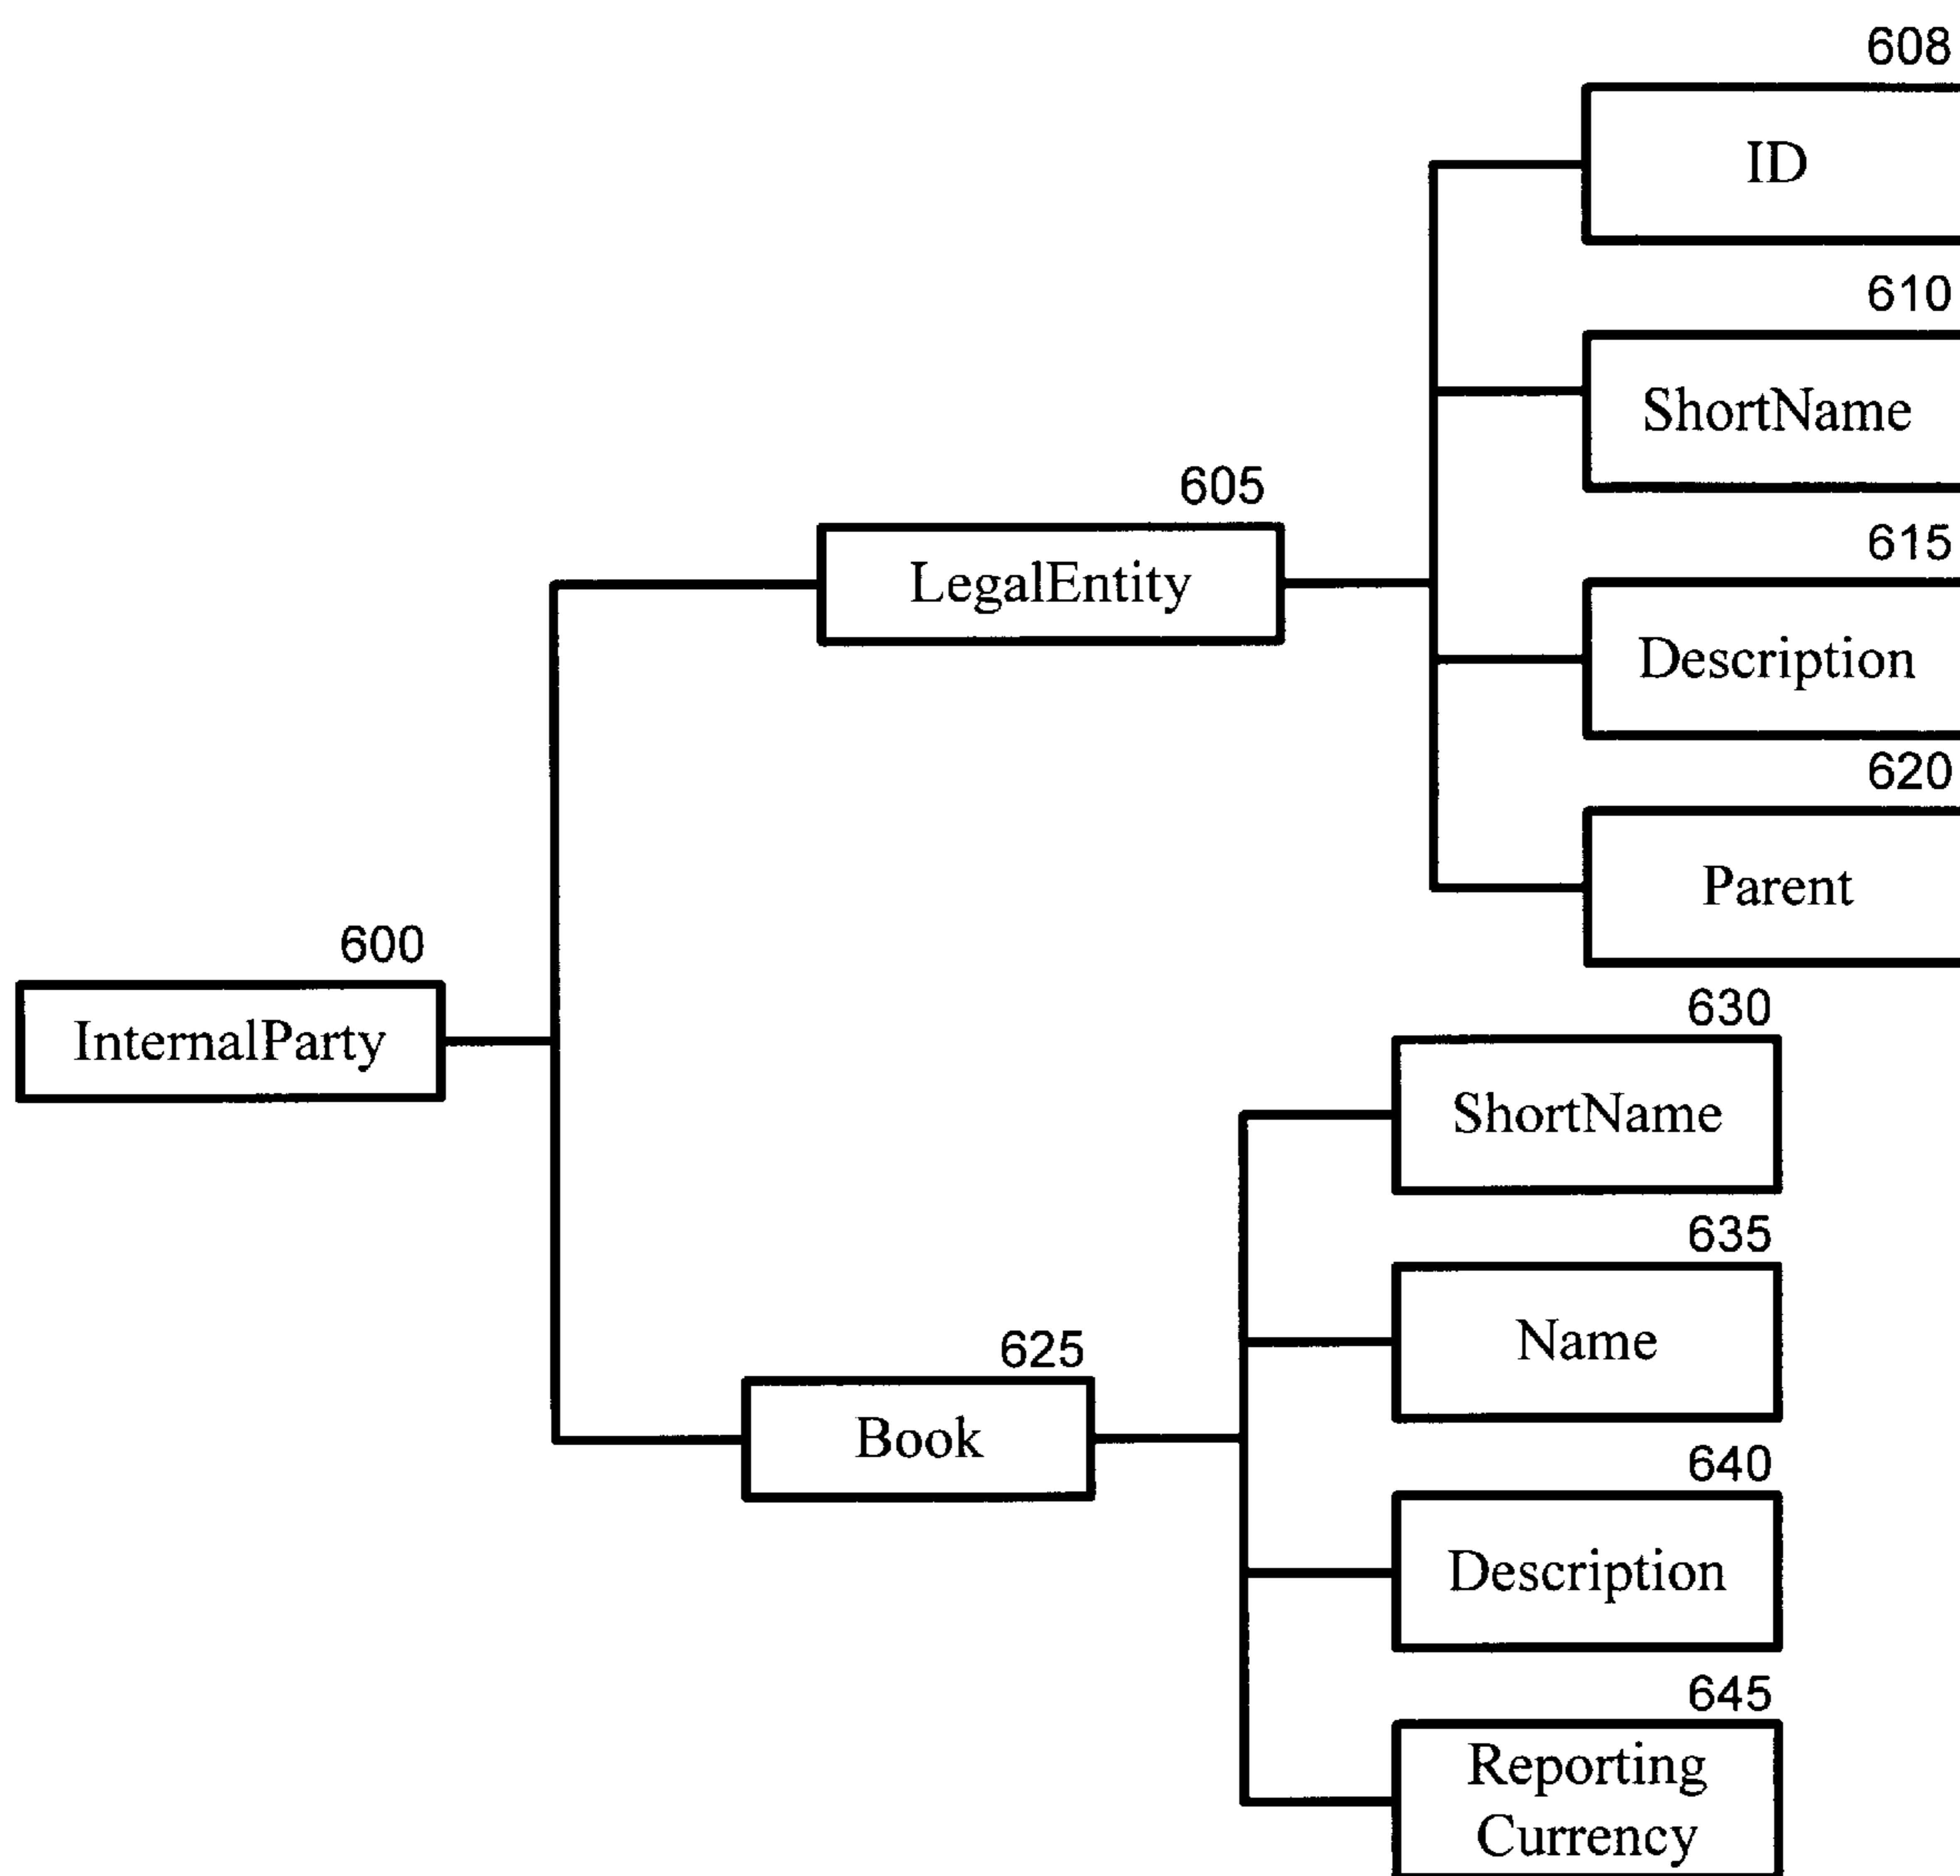 608
ID
610
ShortName
605
LegalEntity
615
Description
620
Parent
600
InternalParty
630
ShortName
635
Name
625
Book
640
Description
645
Reporting
Currency